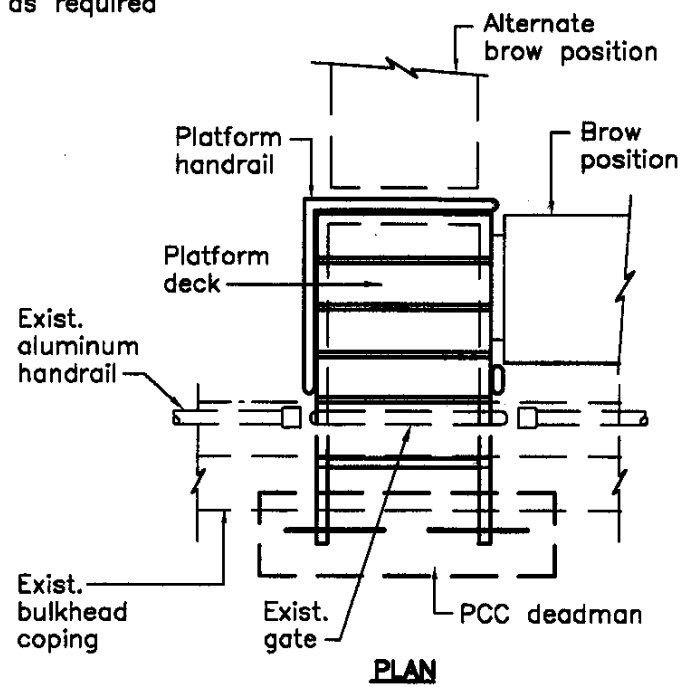 as required
Alternate
brow position
Platform
handrail
Brow
position
Platform
deck
Exist.
aluminum
handrail
Exist.
bulkhead
coping
Exist.
gate
PCC deadman
PLAN